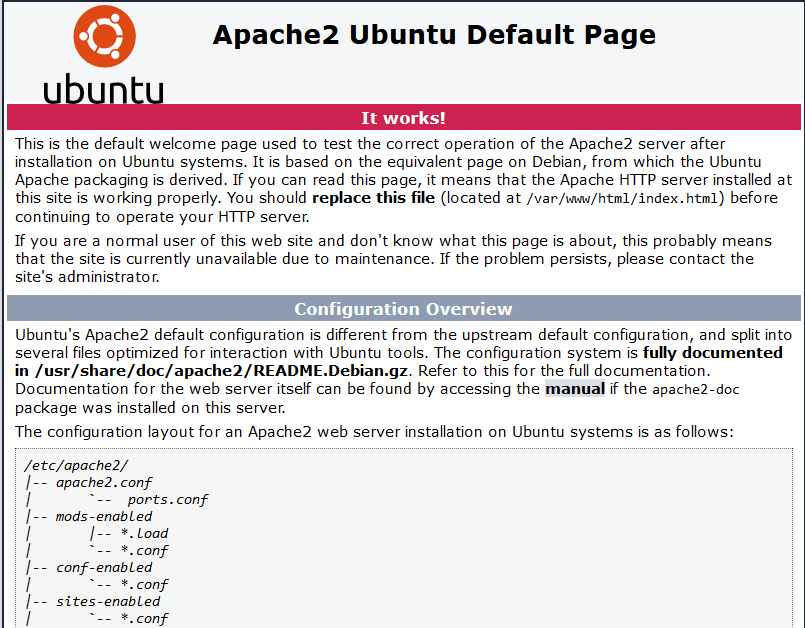 ubuntu
Apache2 Ubuntu Default Page
It works!
This is the default welcome page used to test the correct operation of the Apache2 server after
installation on Ubuntu systems. It is based on the equivalent page on Debian, from which the Ubuntu
Apache packaging is derived. If you can read this page, it means that the Apache HTTP server installed at
this site is working properly. You should replace this file (located at /var/www/html/index.html) before
continuing to operate your HTTP server.
If you are a normal user of this web site and don't know what this page is about, this probably means
that the site is currently unavailable due to maintenance. If the problem persists, please contact the
site's administrator.
Configuration Overview
Ubuntu's Apache2 default configuration is different from the upstream default configuration, and split into
several files optimized for interaction with Ubuntu tools. The configuration system is fully documented
in /usr/share/doc/apache2/README.Debian.gz. Refer to this for the full documentation.
Documentation for the web server itself can be found by accessing the manual if the apache2-doc
package was installed on this server.
The configuration layout for an Apache2 web server installation on Ubuntu systems is as follows:
/etc/apache2/
|-- apache2.conf
|       `--  ports.conf
|-- mods-enabled
|       |-- *.load
|       `-- *.conf
|-- conf-enabled
|       `-- *.conf
|-- sites-enabled
|       `-- *.conf